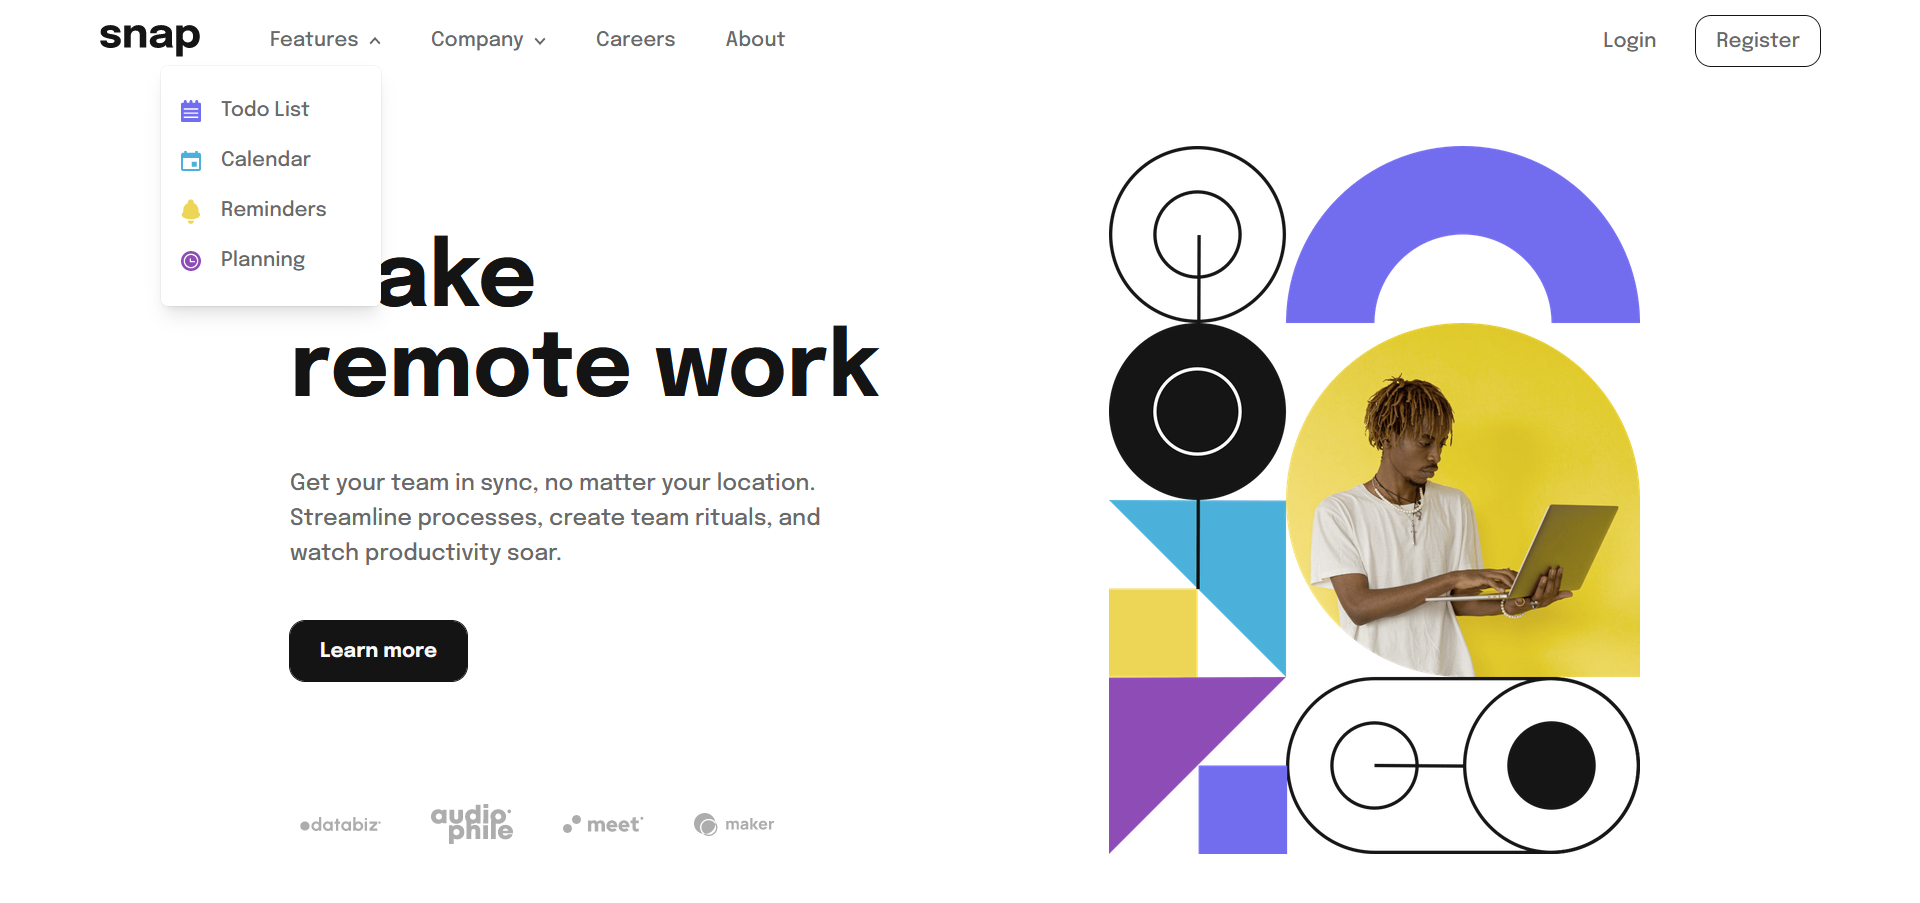 snap
Features
Company
Careers
About
Login
Register
Todo List
Calendar
Reminders
Planning
ake
remote work
Get your team in sync, no matter your location.
Streamline processes, create team rituals, and
watch productivity soar.
Learn more
databiz
audio
phile
meet
maker